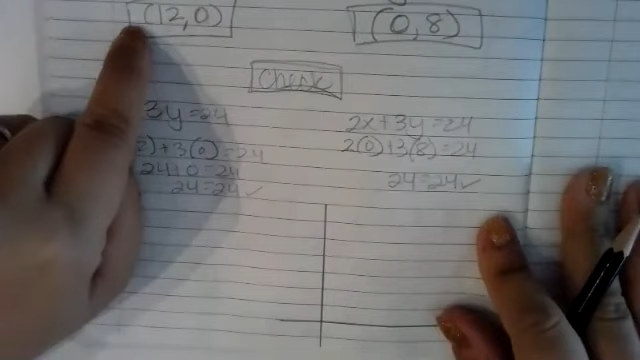 (12,0) (0,8)
Check
3y=24 2x+3y=24
)+3(0)=24 2(0)+3(8)=24
24+0=24
24=24✓ 24=24✓